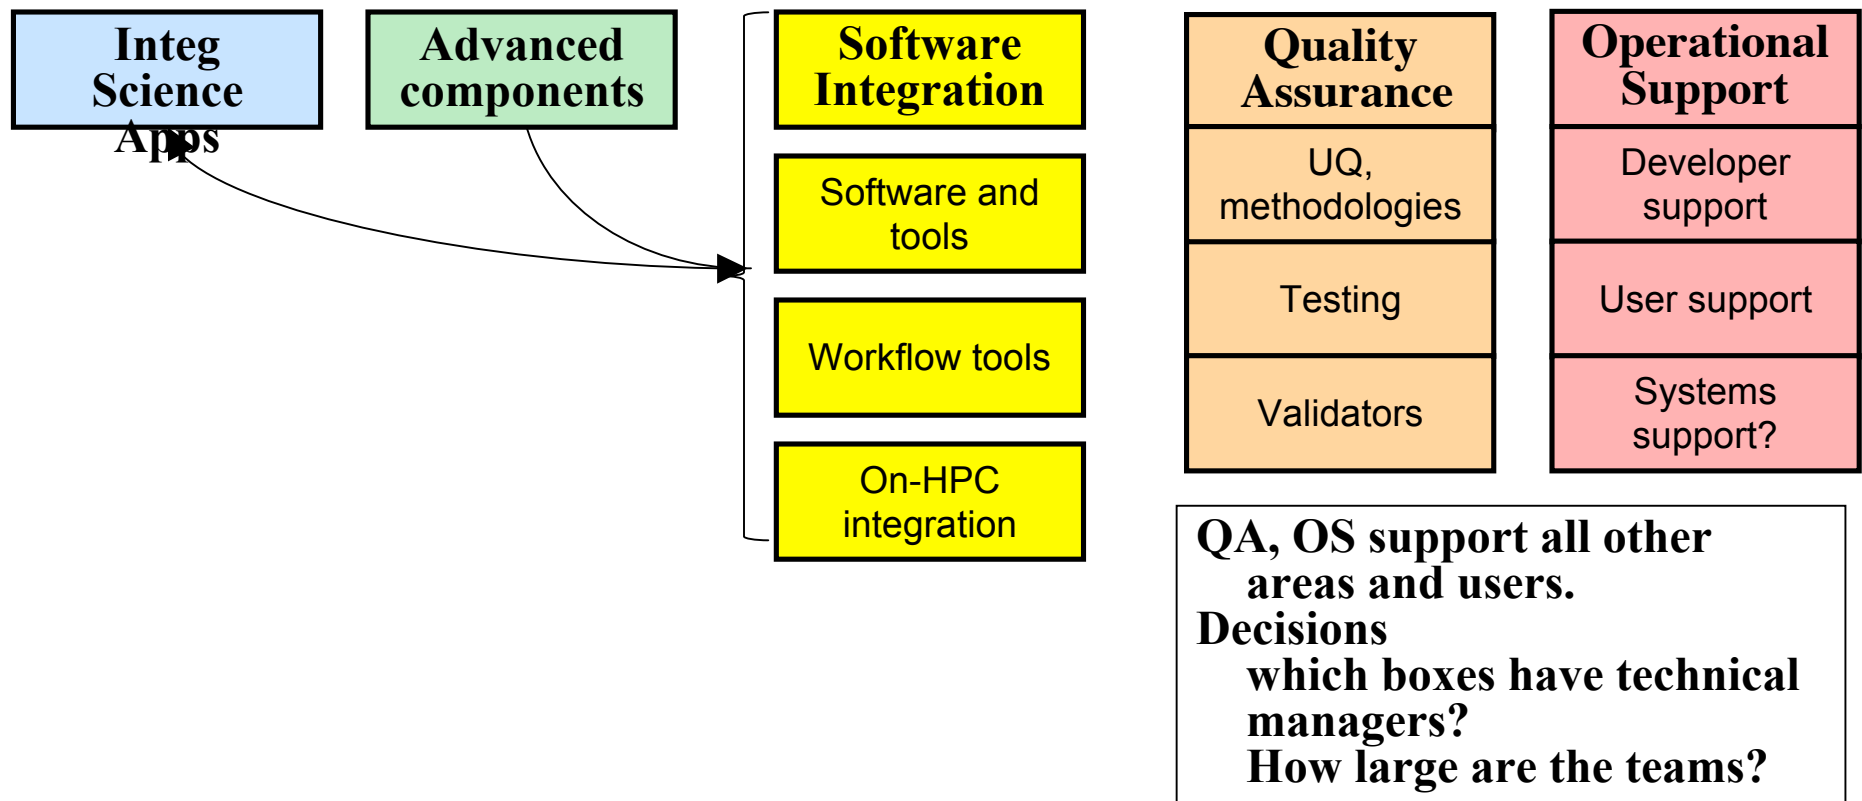 Integ
Science
Apps
Advanced
components
Software
Integration
Software and
tools
Workflow tools
On-HPC
integration
Quality
Assurance
UQ,
methodologies
Testing
Validators
Operational
Support
Developer
support
User support
Systems
support?
QA, OS support all other
areas and users.
Decisions
which boxes have technical
managers?
How large are the teams?